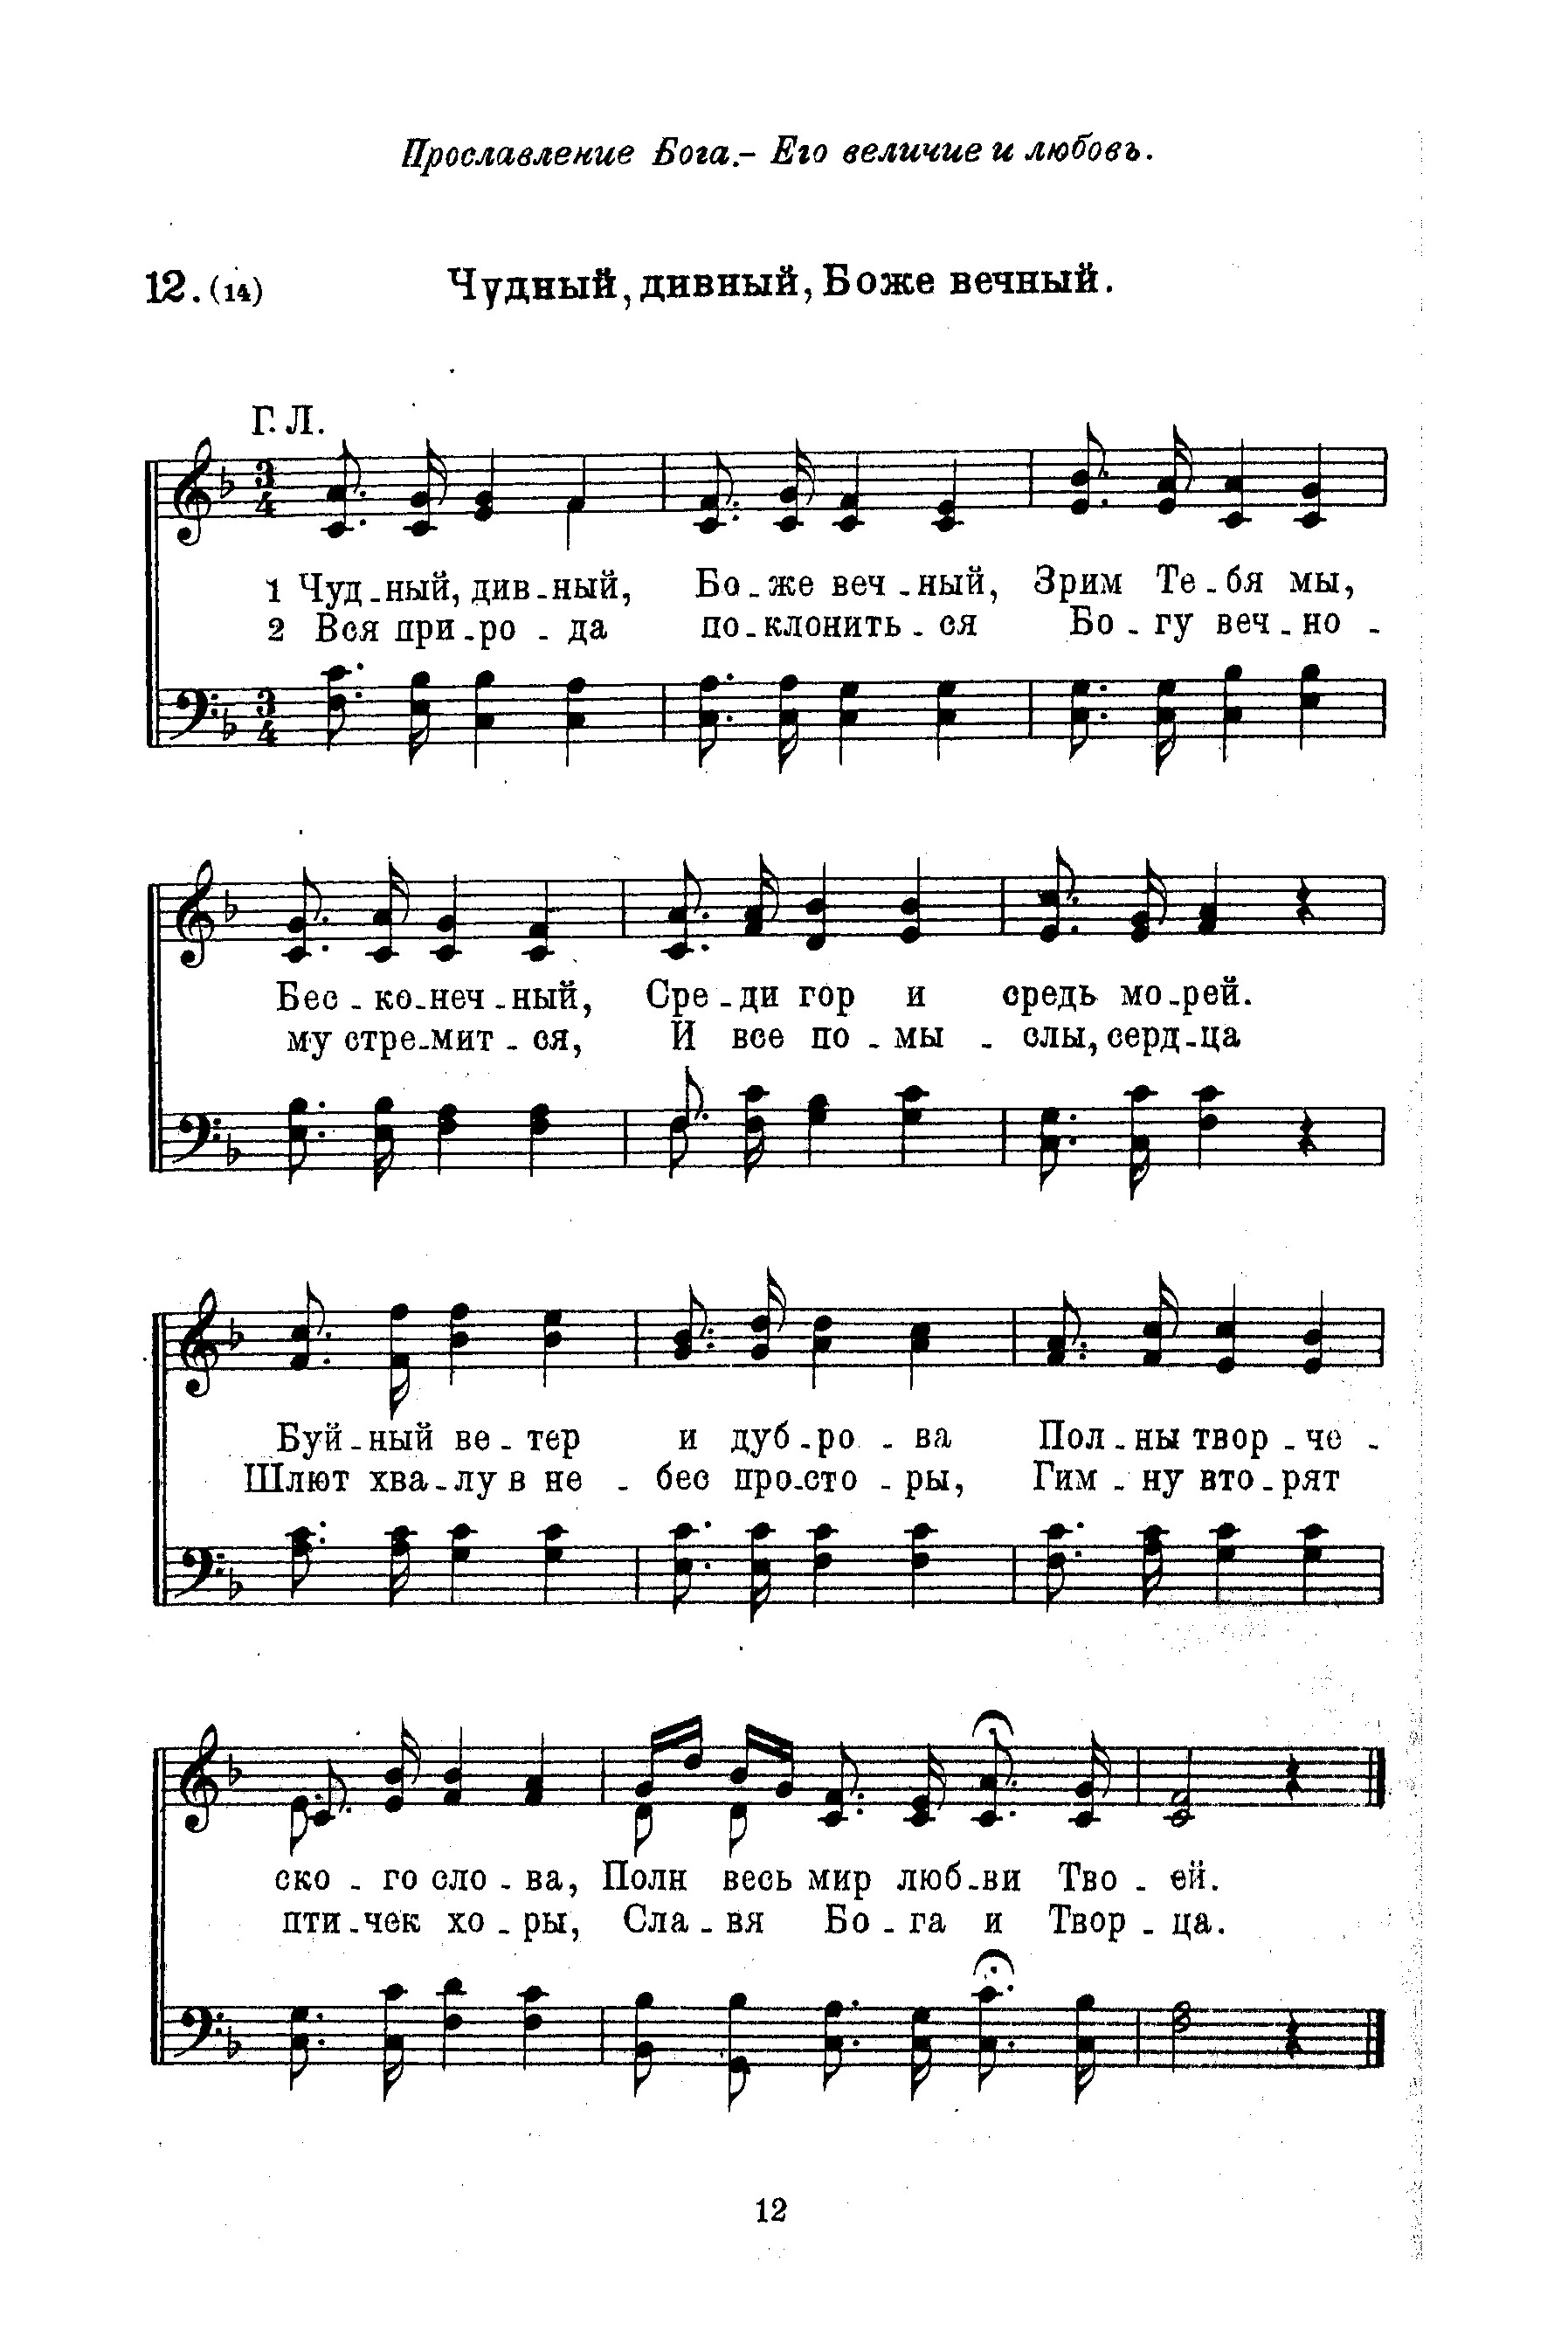 Прославление Бога.- Его величие и любовь.
12. (14) Чудный, дивный, Боже вечный.
Г. Л.
3/4
1 Чуд-ный, див-ный, Бо-же веч-ный, Зрим Те-бя мы,
2 Вся при-ро-да по-клонить-ся Бо-гу веч-но-
3/4
Бес-ко-неч-ный, Сре-ди гор и средь мо-рей.
му стре-мит-ся, И все по-мы-слы, серд-ца
Буй-ный ве-тер и дуб-ро-ва Пол-ны твор-че-
Шлют хва-лу в не-бес про-сто-ры, Гим-ну вто-рят
ско-го сло-ва, Полн весь мир люб-ви Тво-ей.
пти-чек хо-ры, Сла-вя Бо-га и Твор-ца.
12